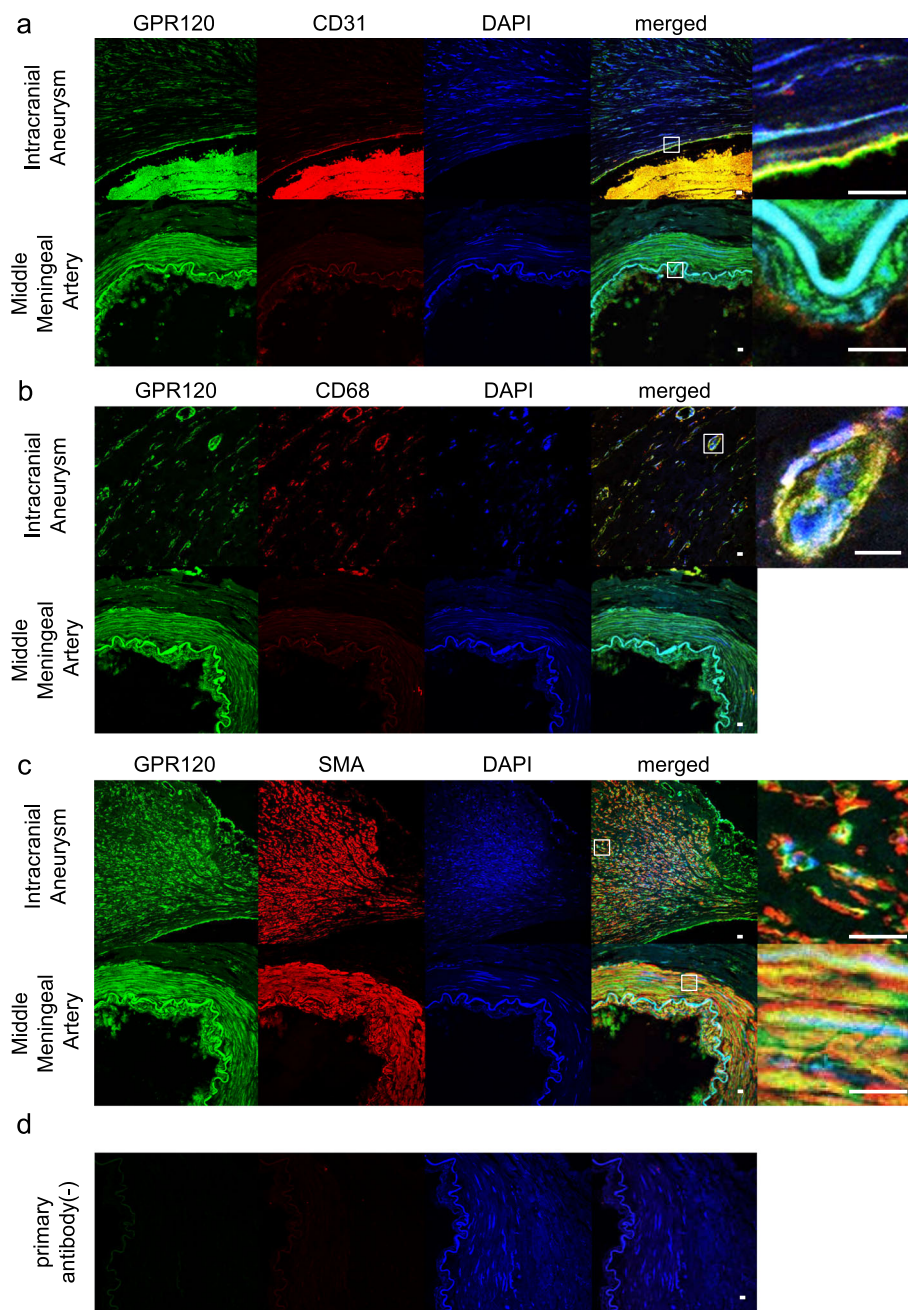 a
GPR120 CD31 DAPI merged
Intracranial
Aneurysm
Middle
Meningeal
Artery
b
GPR120 CD68 DAPI merged
Intracranial
Aneurysm
Middle
Meningeal
Artery
c
GPR120 SMA DAPI merged
Intracranial
Aneurysm
Middle
Meningeal
Artery
d
primary
antibody(-)